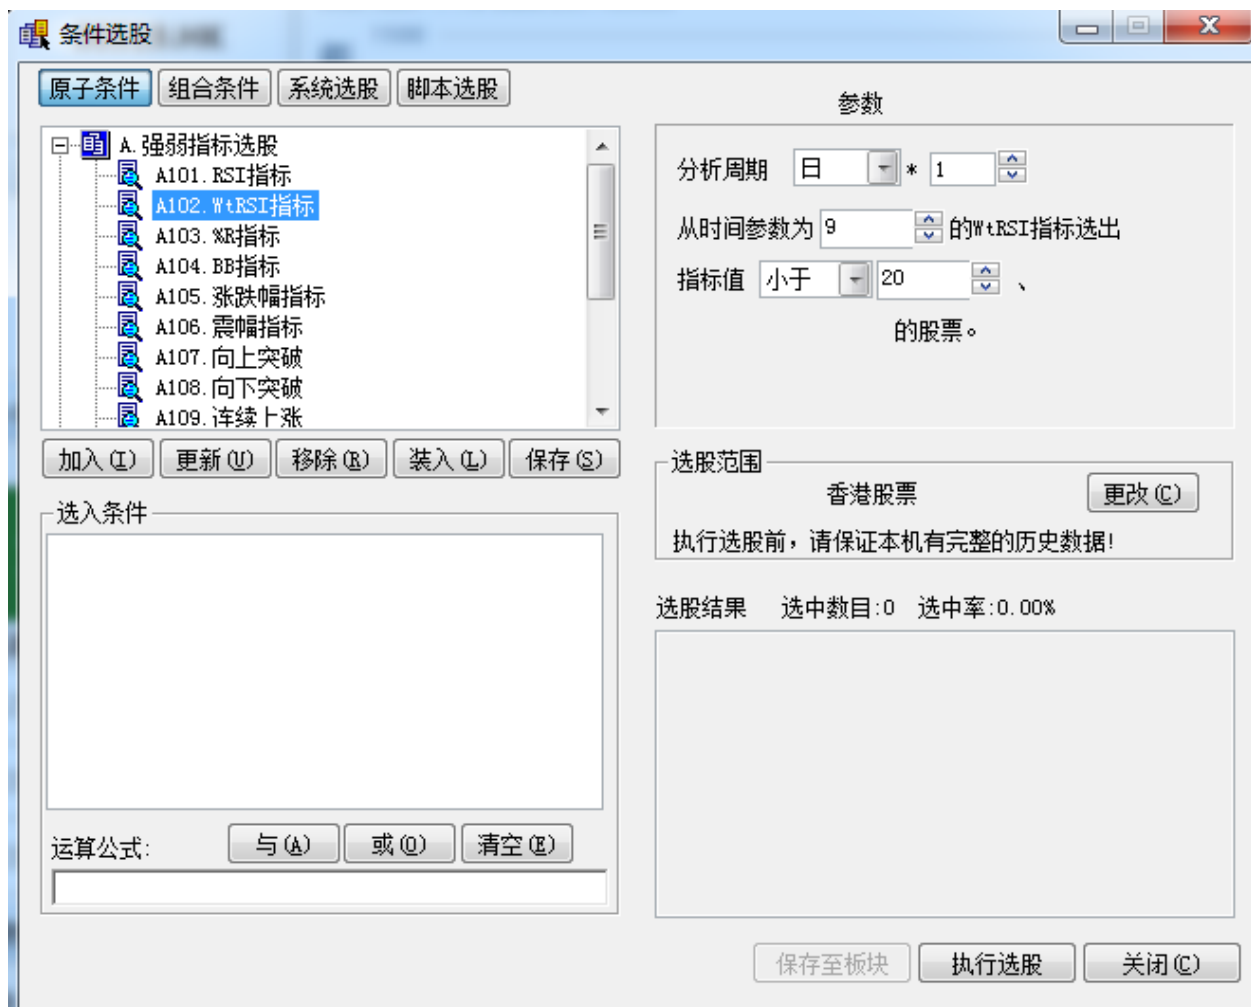 条件选股
原子条件 组合条件 系统选股 脚本选股
A.强弱指标选股
A101.RSI指标
A102.WtRSI指标
A103.%R指标
A104.BB指标
A105.涨跌幅指标
A106.震幅指标
A107.向上突破
A108.向下突破
A109.连续上涨
加入(I) 更新(U) 移除(R) 装入(L) 保存(S)
选入条件
运算公式: 与(A) 或(O) 清空(E)
参数
分析周期 日 * 1
从时间参数为 9 的WtRSI指标选出
指标值 小于 20 、
的股票。
选股范围
香港股票 更改(C)
执行选股前，请保证本机有完整的历史数据!
选股结果 选中数目:0 选中率:0.00%
保存至板块 执行选股 关闭(C)